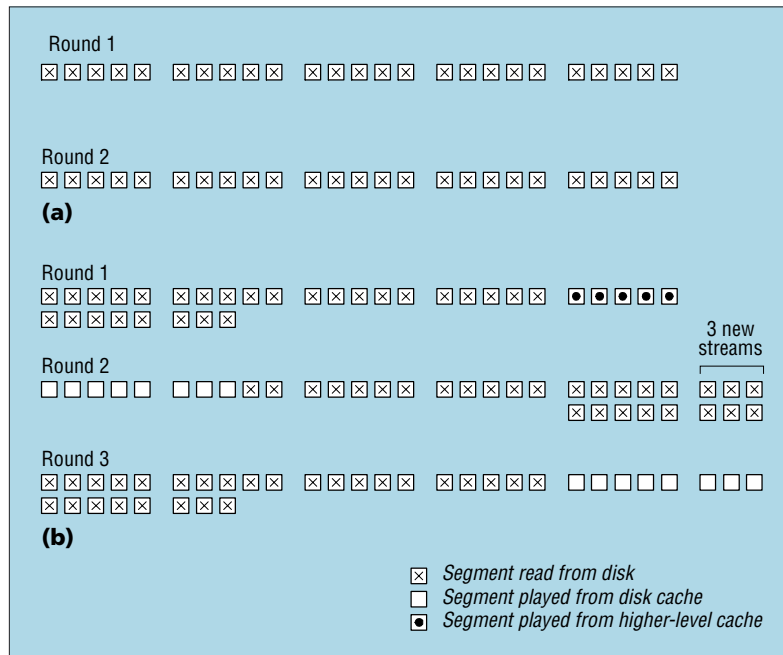 Round 1
Round 2
(a)
Round 1
3 new
streams
Round 2
Round 3
(b)
Segment read from disk
Segment played from disk cache
Segment played from higher-level cache